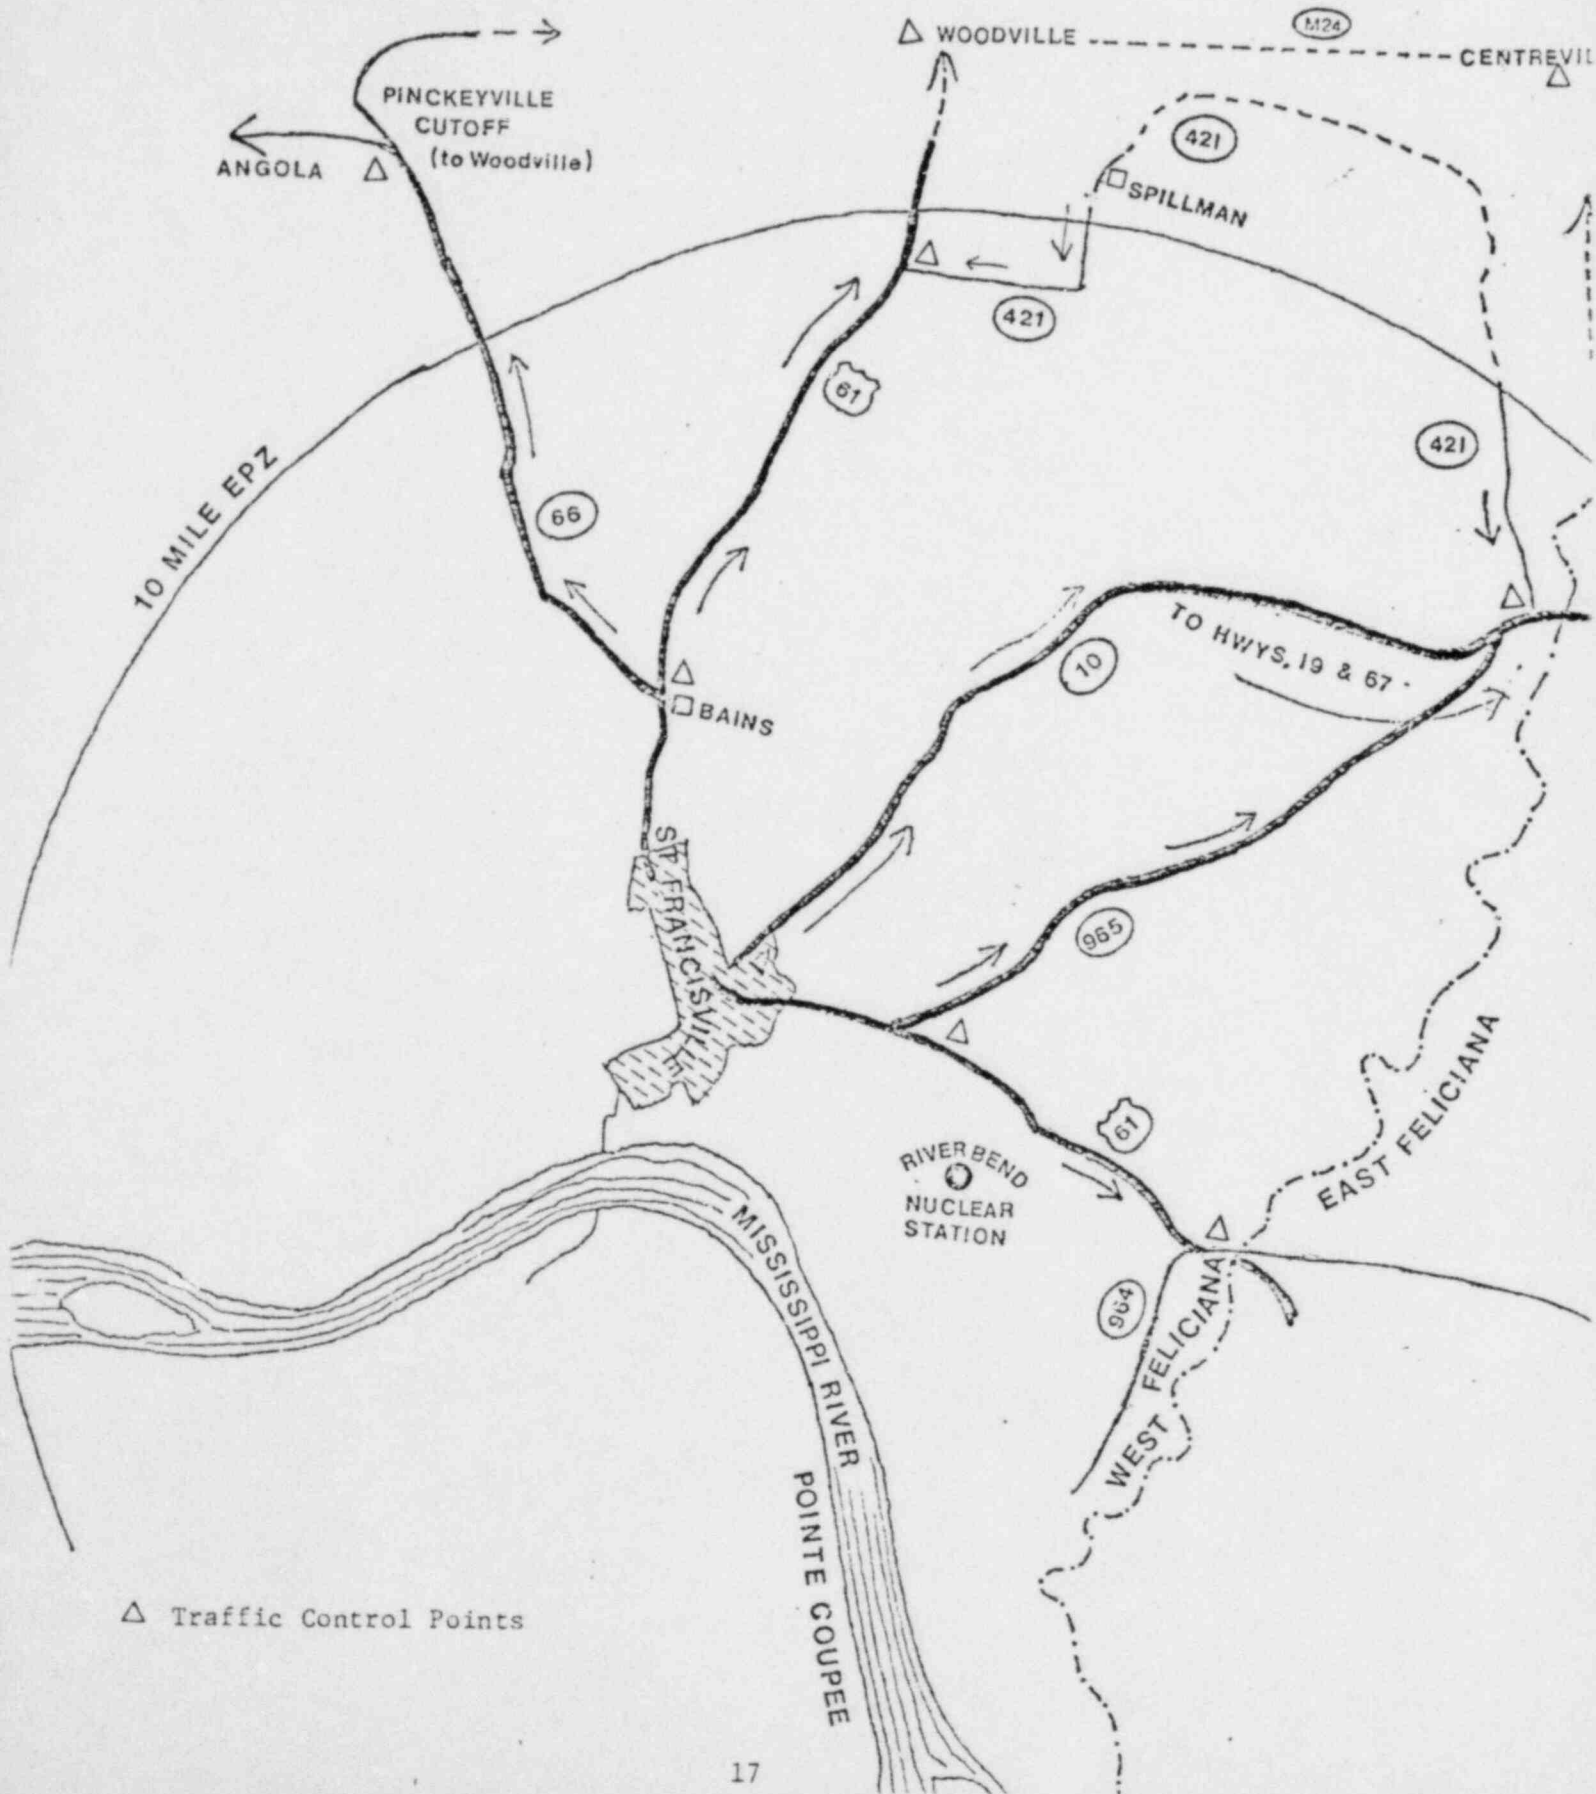 WOODVILLE
M24
CENTREVIL
PINCKEYVILLE
CUTOFF
(to Woodville)
ANGOLA
421
SPILLMAN
421
61
421
10 MILE EPZ
66
TO HWYS. 19 & 67
10
BAINS
ST. FRANCISVILLE
965
61
RIVER BEND
NUCLEAR
STATION
EAST FELICIANA
MISSISSIPPI RIVER
964
WEST FELICIANA
POINTE COUPEE
Traffic Control Points
17